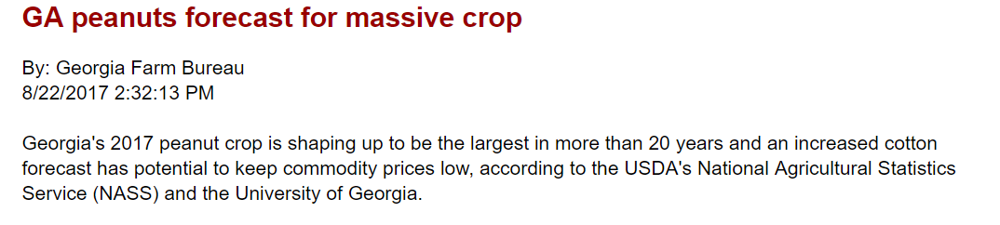 GA peanuts forecast for massive crop
By: Georgia Farm Bureau
8/22/2017 2:32:13 PM
Georgia's 2017 peanut crop is shaping up to be the largest in more than 20 years and an increased cotton
forecast has potential to keep commodity prices low, according to the USDA's National Agricultural Statistics
Service (NASS) and the University of Georgia.